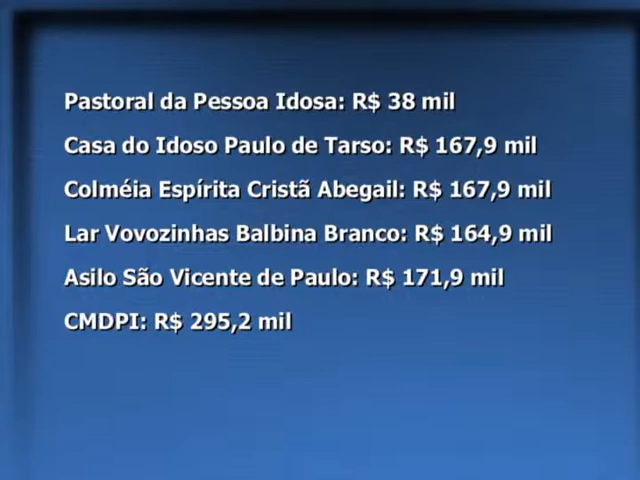 Pastoral da Pessoa Idosa: R$ 38 mil
Casa do Idoso Paulo de Tarso: R$ 167,9 mil
Colméia Espírita Cristã Abegail: R$ 167,9 mil
Lar Vovozinhas Balbina Branco: R$ 164,9 mil
Asilo São Vicente de Paulo: R$ 171,9 mil
CMDPI: R$ 295,2 mil